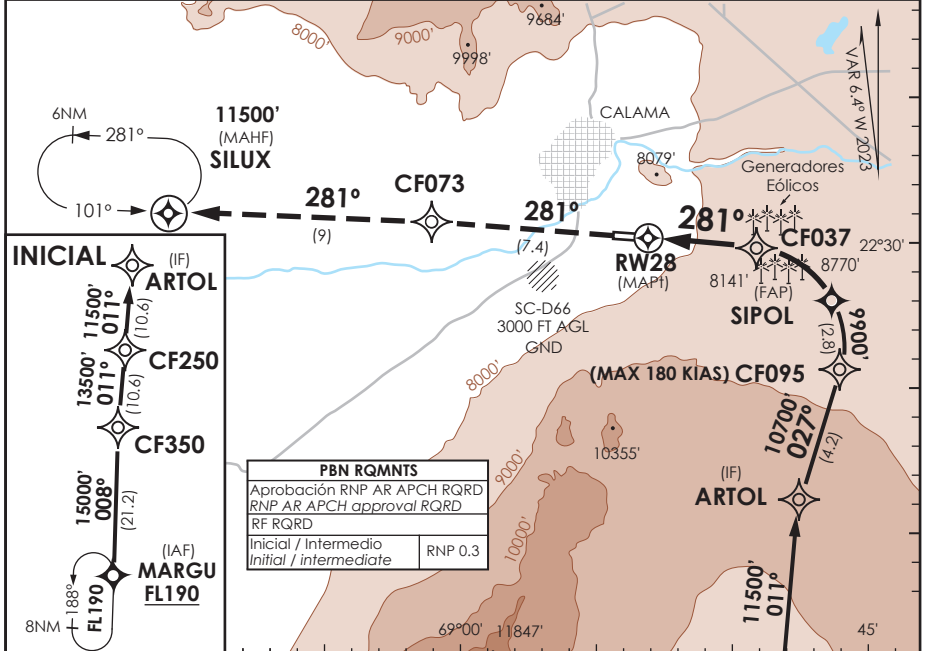 9684'
8000'
9000'
9998'
VAR 6.4° W 2023
6NM
281°
11500'
(MAHF)
SILUX
101°
CALAMA
8079'
Generadores
Eólicos
CF073
281°
(9)
281°
(7.4)
281°
RW28
(MAPt)
CF037
22°30'
8141'
8770'
(FAP)
SIPOL
9900'
(2.8)
SC-D66
3000 FT AGL
GND
8000'
(MAX 180 KIAS) CF095
10700'
027°
(4.2)
9000'
10355'
10000'
(IF)
ARTOL
11500'
011°
69°00'
11847'
45'
INICIAL
(IF)
ARTOL
11500'
011°
(10.6)
CF250
13500'
011°
(10.6)
CF350
15000'
008°
(21.2)
(IAF)
MARGU
FL190
188°
FL190
8NM
PBN RQMNTS
Aprobación RNP AR APCH RQRD
RNP AR APCH approval RQRD
RF RQRD
Inicial / Intermedio
Initial / intermediate
RNP 0.3